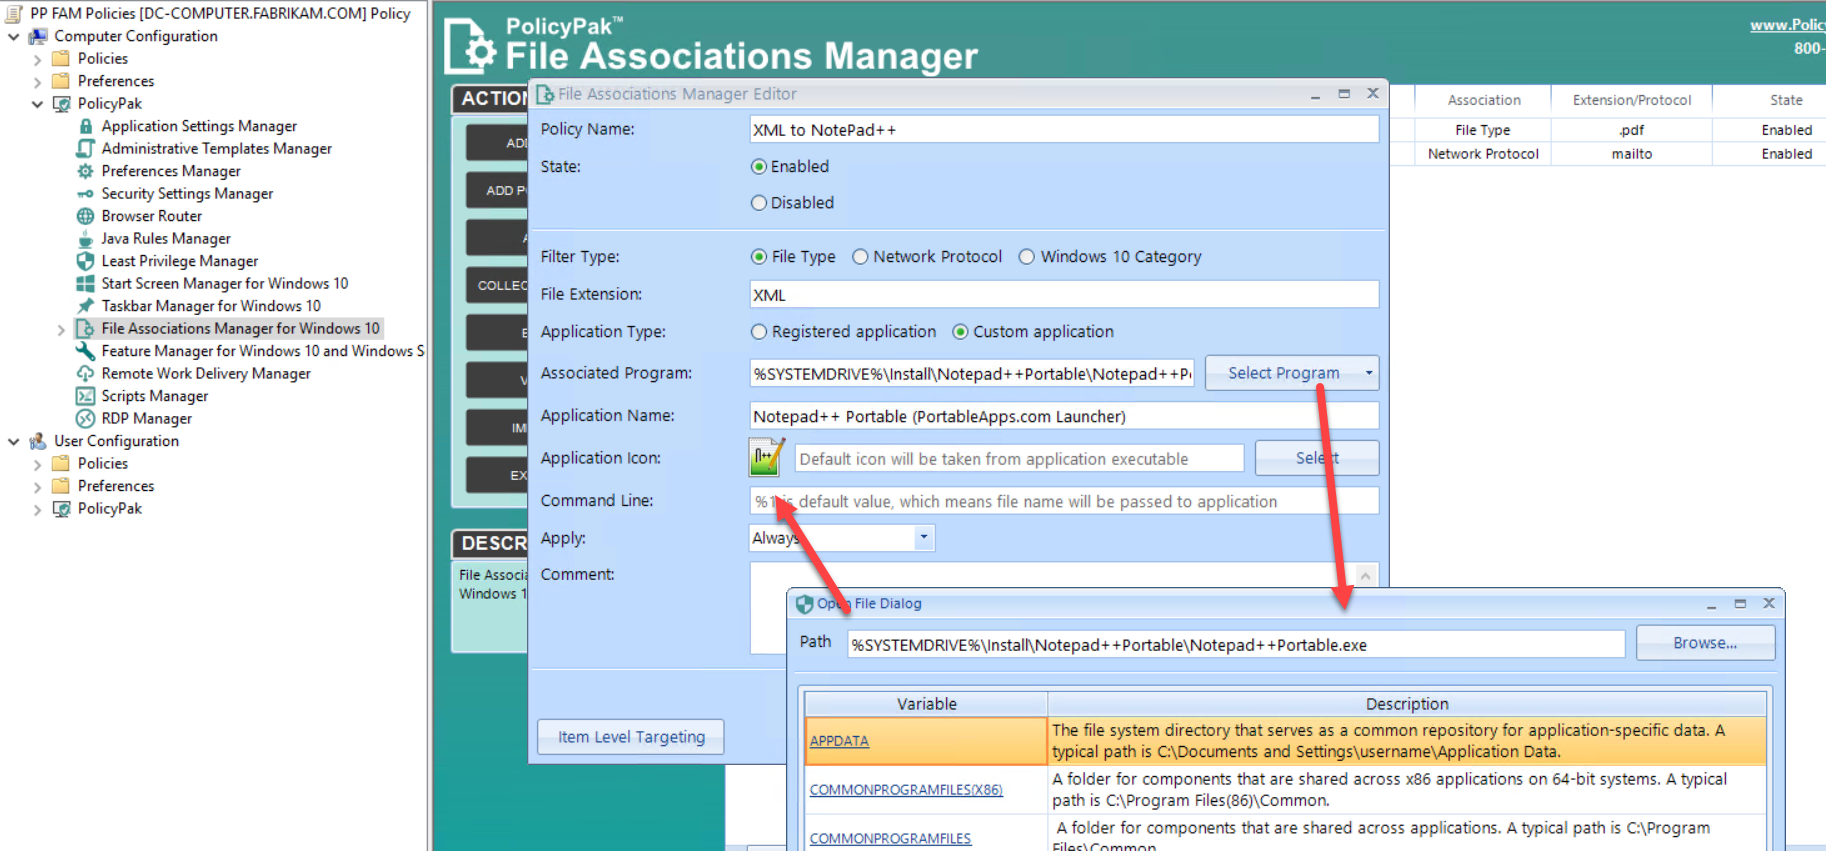 PP FAM Policies [DC-COMPUTER.FABRIKAM.COM] Policy
Computer Configuration
Policies
Preferences
PolicyPak
Application Settings Manager
Administrative Templates Manager
Preferences Manager
Security Settings Manager
Browser Router
Java Rules Manager
Least Privilege Manager
Start Screen Manager for Windows 10
Taskbar Manager for Windows 10
File Associations Manager for Windows 10
Feature Manager for Windows 10 and Windows S
Remote Work Delivery Manager
Scripts Manager
RDP Manager
User Configuration
Policies
Preferences
PolicyPak
PolicyPak™
File Associations Manager
www.Policy
800-
ACTION
ADD
ADD PO
A
COLLEC
E
V
IM
EX
DESCR
File Associa
Windows 1
Association Extension/Protocol State
File Type .pdf Enabled
Network Protocol mailto Enabled
File Associations Manager Editor
Policy Name: XML to NotePad++
State: Enabled
Disabled
Filter Type: File Type Network Protocol Windows 10 Category
File Extension: XML
Application Type: Registered application Custom application
Associated Program: %SYSTEMDRIVE%\Install\Notepad++Portable\Notepad++P Select Program
Application Name: Notepad++ Portable (PortableApps.com Launcher)
Application Icon: Default icon will be taken from application executable Select
Command Line: %1 is default value, which means file name will be passed to application
Apply: Always
Comment:
Item Level Targeting
Open File Dialog
Path %SYSTEMDRIVE%\Install\Notepad++Portable\Notepad++Portable.exe Browse...
Variable Description
APPDATA The file system directory that serves as a common repository for application-specific data. A
typical path is C:\Documents and Settings\username\Application Data.
COMMONPROGRAMFILES(X86) A folder for components that are shared across x86 applications on 64-bit systems. A typical
path is C:\Program Files(86)\Common.
COMMONPROGRAMFILES A folder for components that are shared across applications. A typical path is C:\Program
Files\Common